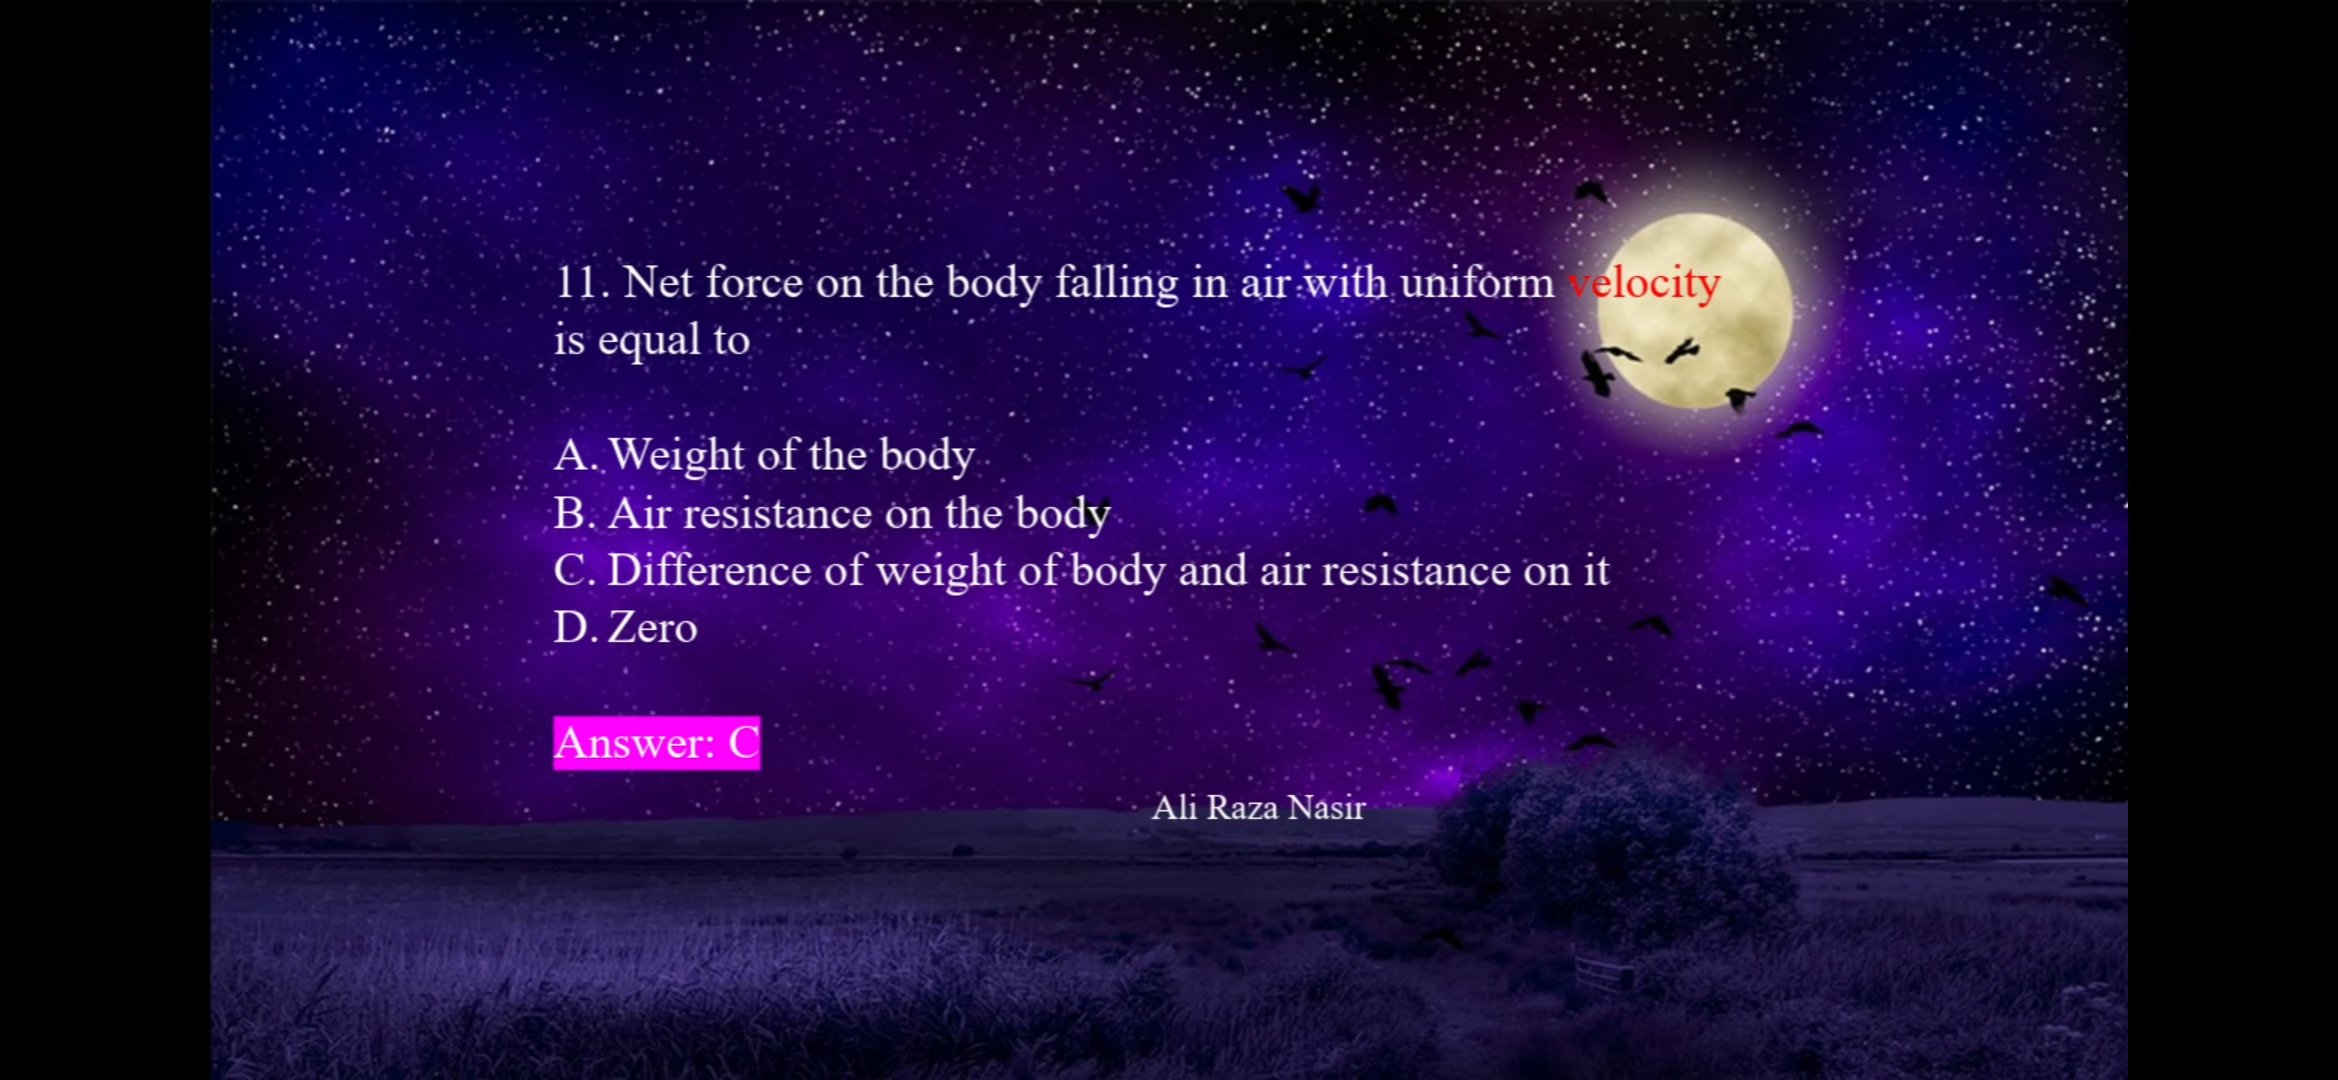 11. Net force on the body falling in air with uniform velocity
is equal to
A. Weight of the body
B. Air resistance on the body
C. Difference of weight of body and air resistance on it
D. Zero
Answer: C
Ali Raza Nasir